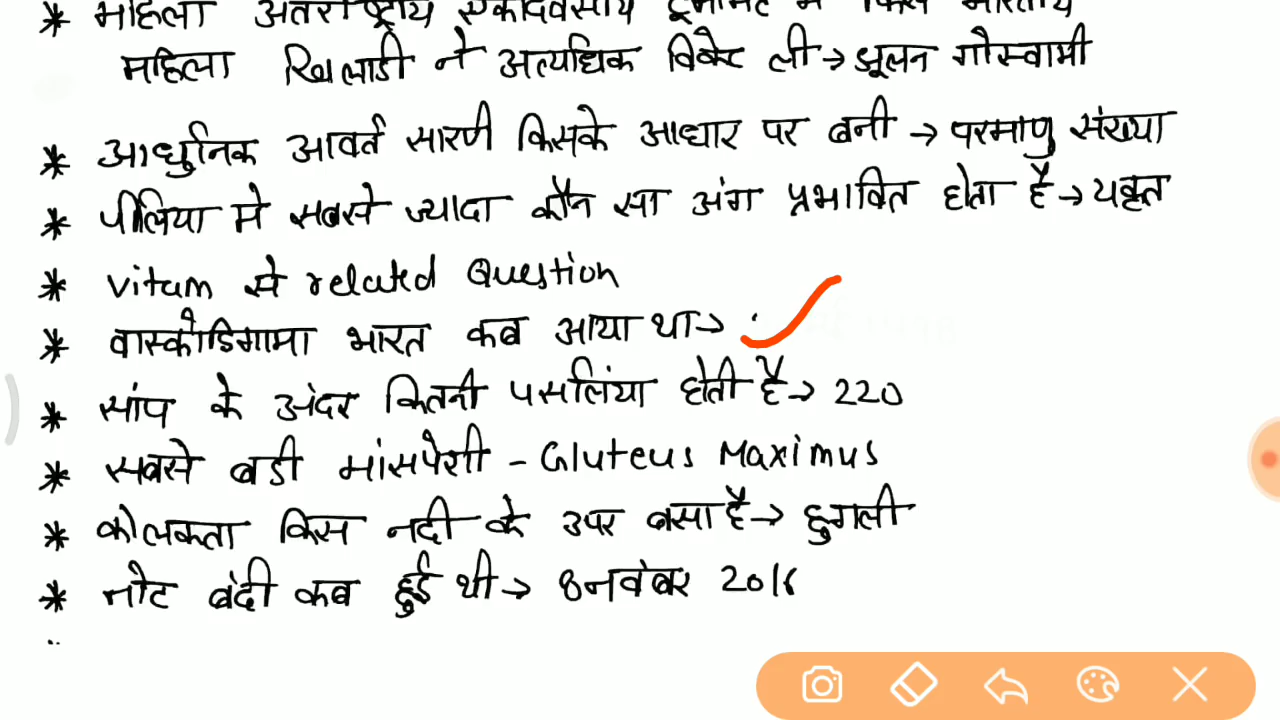 * महिला अंतर्राष्ट्रीय एकदिवसीय टूर्नामेंट में किस भारतीय
महिला खिलाडी ने अत्यधिक विकेट ली → झूलन गोस्वामी
* आर्धुनिक आवर्त सारणी किसके आधार पर बनी → परमाणु संख्या
* पीलिया मे सबसे ज्यादा कौन सा अंग प्रभावित होता है → यकृत
* vitam से related Question
* वास्कोडिगामा भारत कब आया था →
* सांप के अंदर कितनी पसलिंया होती है → 220
* सबसे बडी मांसपेशी - Gluteus Maximus
* कोलकता किस नदी के उपर बसा है → हुगली
* नोट बंदी कब हुई थी → 8 नवंबर 2016